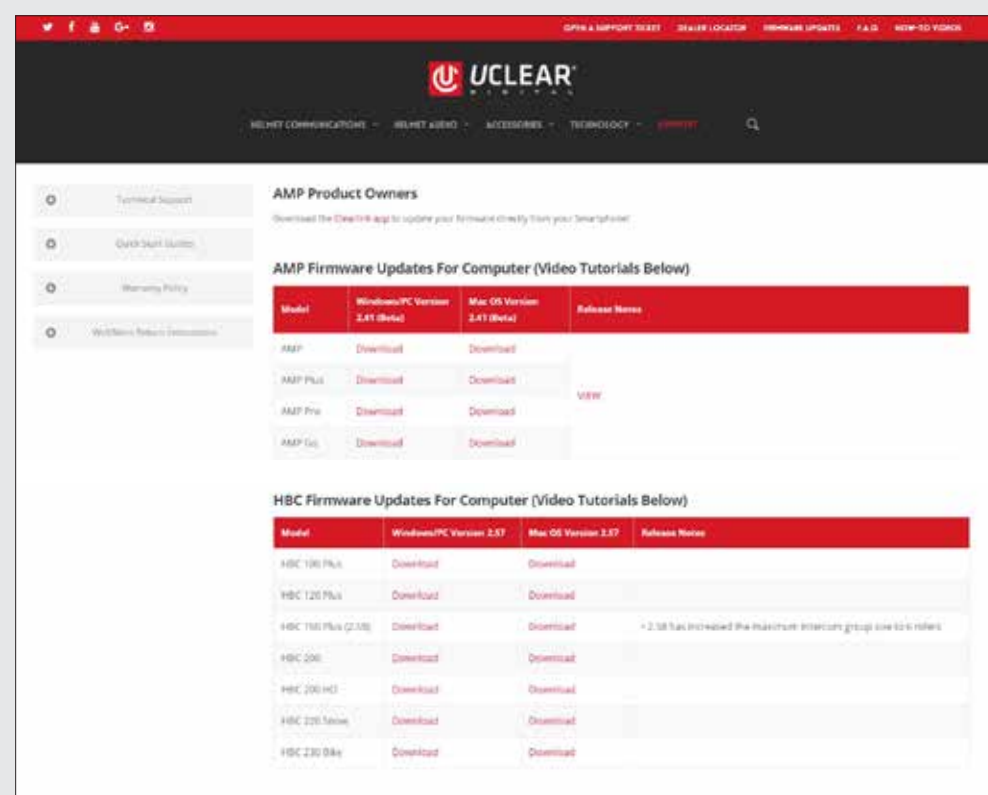 OPEN A SUPPORT TICKET DEALER LOCATOR FIRMWARE UPDATES F.A.Q. HOW-TO VIDEOS
UCLEAR
DIGITAL
HELMET COMMUNICATIONS HELMET AUDIO ACCESSORIES TECHNOLOGY SUPPORT
Technical Support
Quick Start Guides
Warranty Policy
AMP Product Owners
Download the Clearlink app to update your firmware directly from your Smartphone!
AMP Firmware Updates For Computer (Video Tutorials Below)
Model Windows/PC Version 2.41 (Beta) Mac OS Version 2.41 (Beta) Release Notes
AMP Download Download
AMP Plus Download Download
VIEW
AMP Pro Download Download
AMP Go Download Download
HBC Firmware Updates For Computer (Video Tutorials Below)
Model Windows/PC Version 2.57 Mac OS Version 2.57 Release Notes
HBC 100 Plus Download Download
HBC 120 Plus Download Download
HBC Plus (2.58) Download Download • 2.58 has increased the maximum intercom group size to 6 riders
HBC 200 Download Download
HBC 200 HCI Download Download
HBC 220 Snow Download Download
HBC 230 Bike Download Download